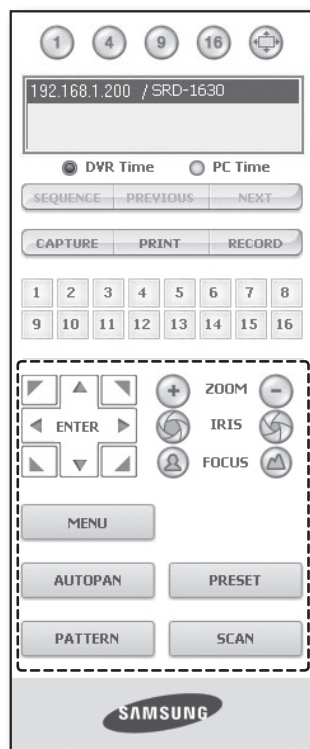 1 4 9 16
192.168.1.200 / SRD-1630
DVR Time PC Time
SEQUENCE PREVIOUS NEXT
CAPTURE PRINT RECORD
1 2 3 4 5 6 7 8
9 10 11 12 13 14 15 16
+ ZOOM −
ENTER IRIS
FOCUS
MENU
AUTOPAN PRESET
PATTERN SCAN
SAMSUNG